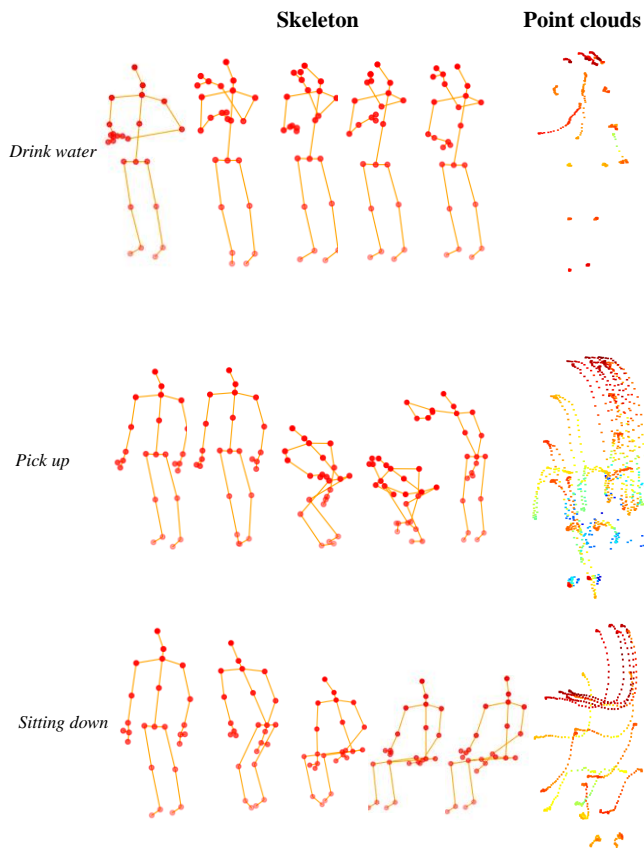 Skeleton
Point clouds
Drink water
Pick up
Sitting down